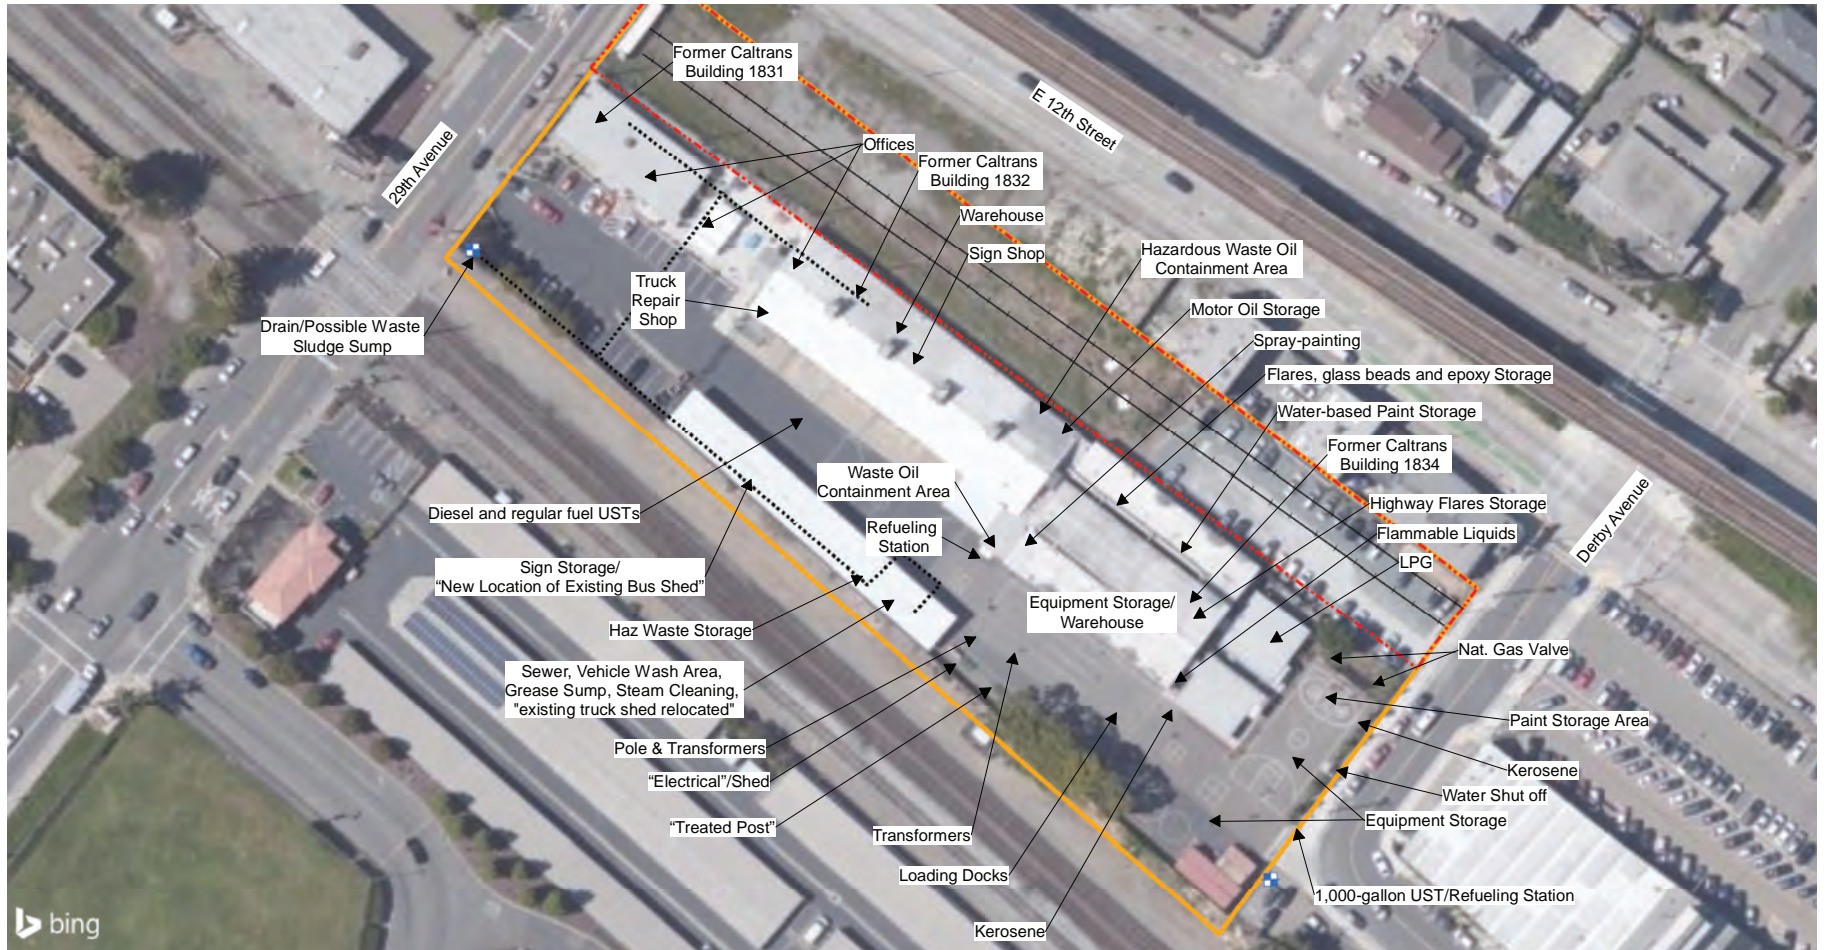 Former Caltrans
Building 1831
E 12th Street
29th Avenue
Offices
Former Caltrans
Building 1832
Warehouse
Sign Shop
Hazardous Waste Oil
Containment Area
Truck
Repair
Shop
Motor Oil Storage
Drain/Possible Waste
Sludge Sump
Spray-painting
Flares, glass beads and epoxy Storage
Water-based Paint Storage
Former Caltrans
Building 1834
Waste Oil
Containment Area
Highway Flares Storage
Derby Avenue
Diesel and regular fuel USTs
Refueling
Station
Flammable Liquids
LPG
Sign Storage/
“New Location of Existing Bus Shed”
Equipment Storage/
Warehouse
Haz Waste Storage
Nat. Gas Valve
Sewer, Vehicle Wash Area,
Grease Sump, Steam Cleaning,
"existing truck shed relocated"
Paint Storage Area
Pole & Transformers
Kerosene
“Electrical”/Shed
Water Shut off
“Treated Post”
Transformers
Equipment Storage
Loading Docks
1,000-gallon UST/Refueling Station
Kerosene
bing